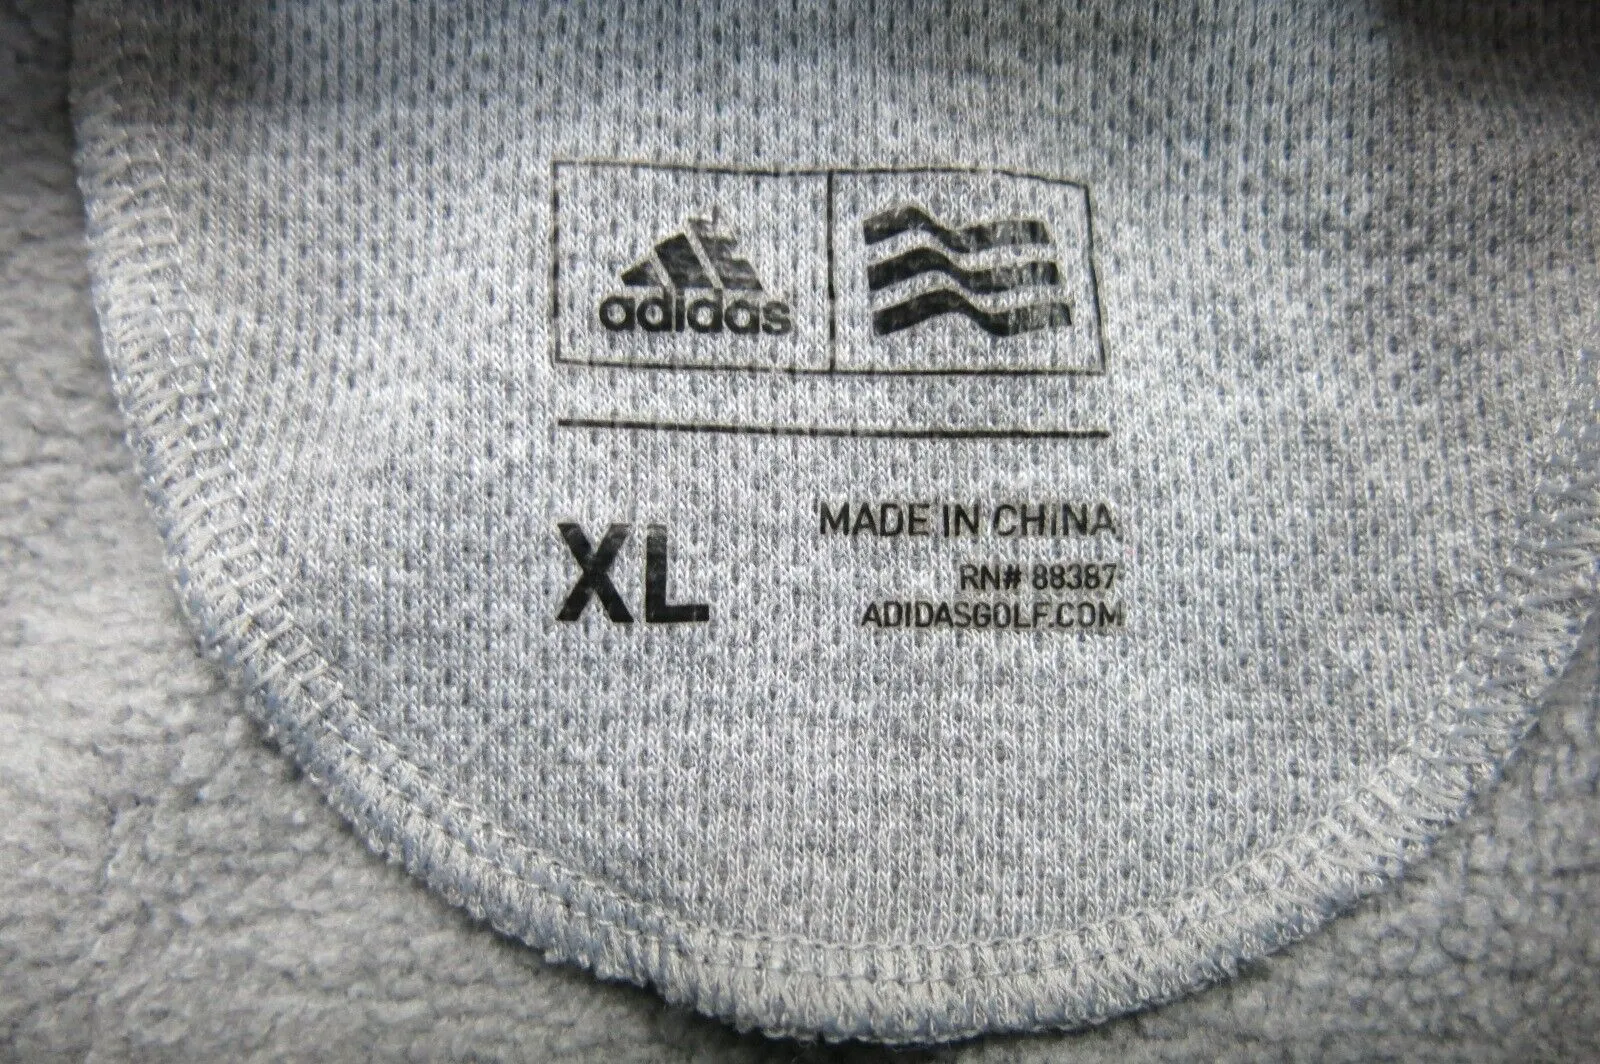 adidas
XL
MADE IN CHINA
RN# 88387
ADIDASGOLF.COM